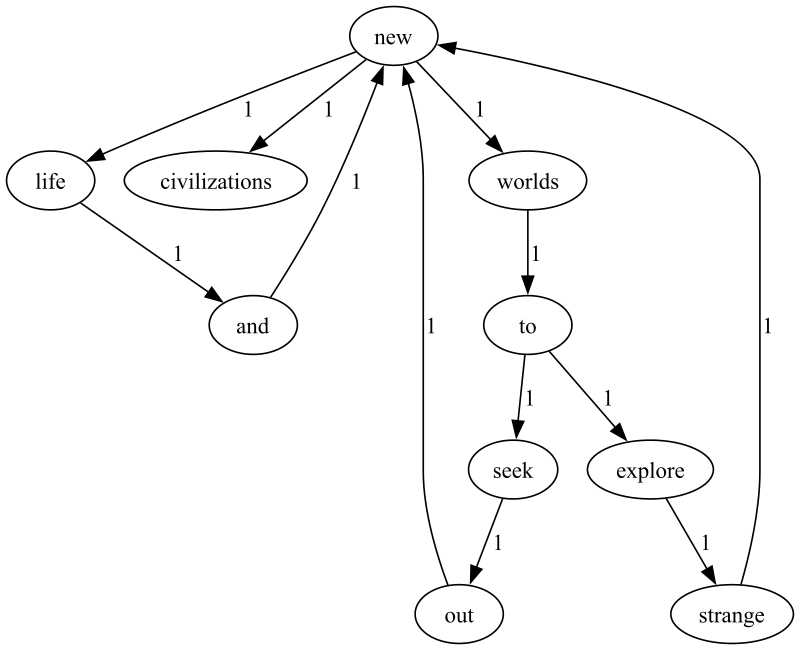 new
1 1 1
life civilizations worlds
1 1 1
and to
1 1 1 1
seek explore
1 1
out strange